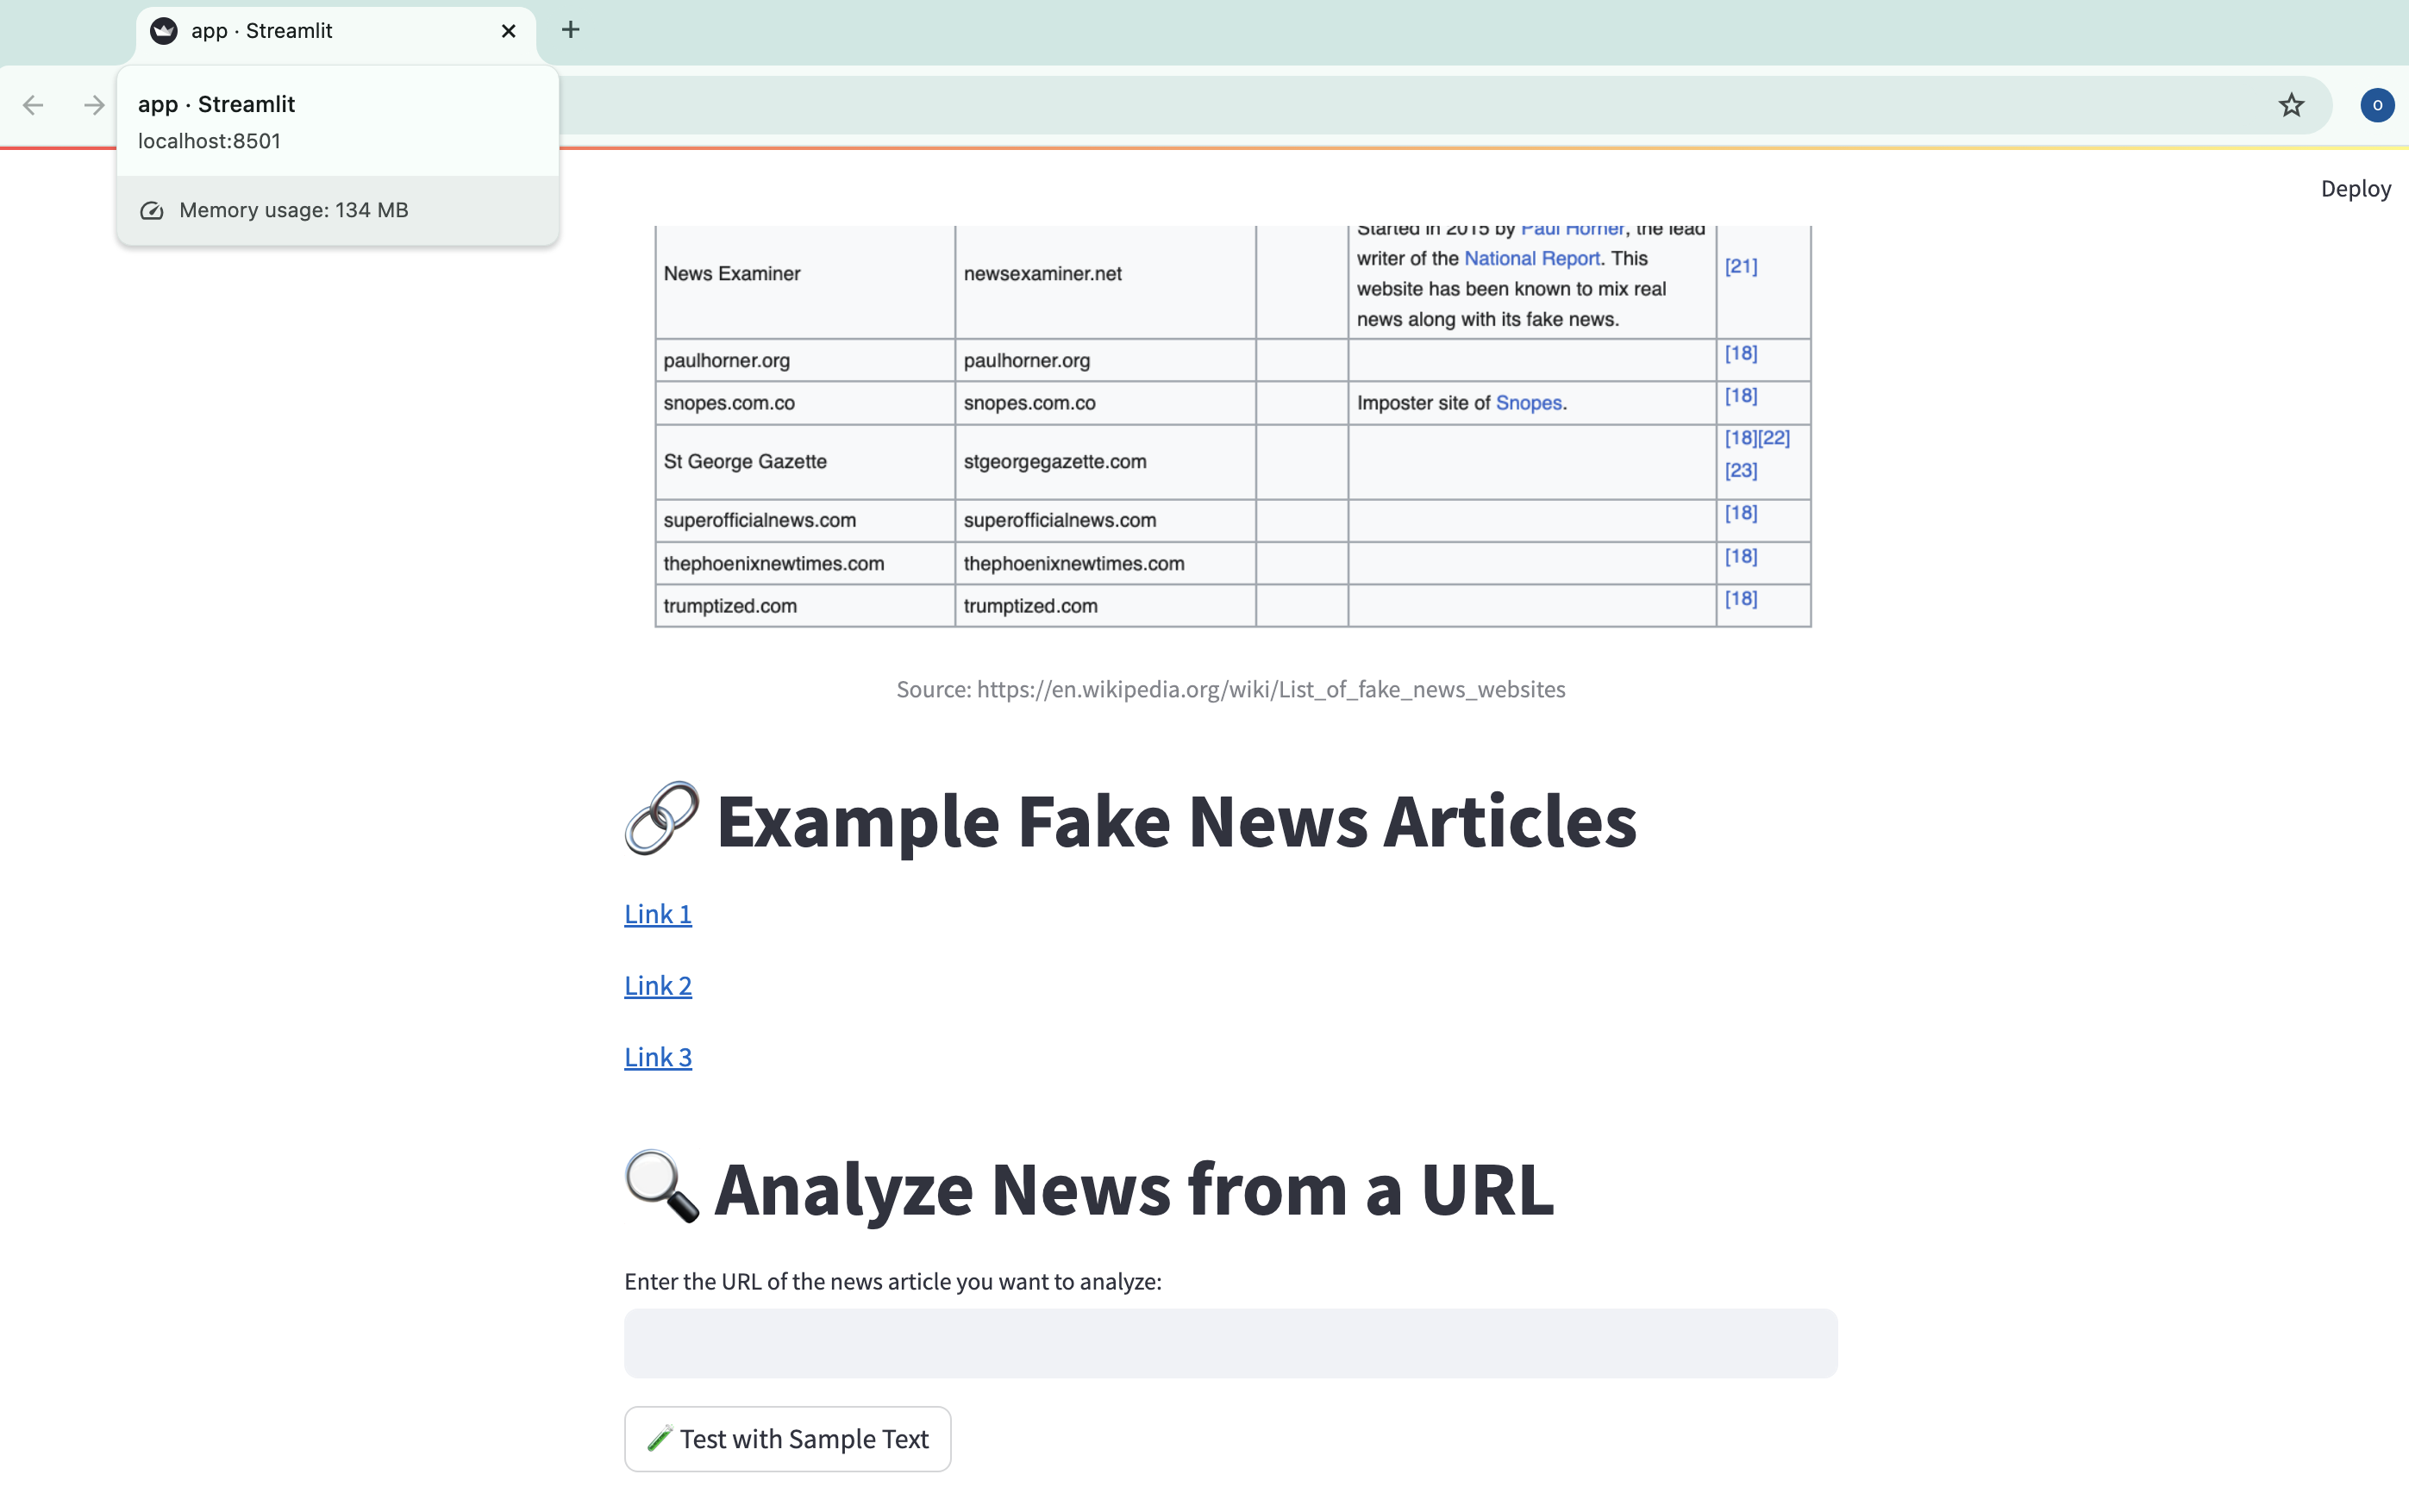 app · Streamlit
app · Streamlit
localhost:8501
Memory usage: 134 MB
O
Deploy
Started in 2015 by Paul Horner, the lead
writer of the National Report. This
website has been known to mix real
news along with its fake news.
News Examiner newsexaminer.net [21]
paulhorner.org paulhorner.org [18]
snopes.com.co snopes.com.co Imposter site of Snopes. [18]
St George Gazette stgeorgegazette.com [18][22]
[23]
superofficialnews.com superofficialnews.com [18]
thephoenixnewtimes.com thephoenixnewtimes.com [18]
trumptized.com trumptized.com [18]
Source: https://en.wikipedia.org/wiki/List_of_fake_news_websites
Example Fake News Articles
Link 1
Link 2
Link 3
Analyze News from a URL
Enter the URL of the news article you want to analyze:
Test with Sample Text